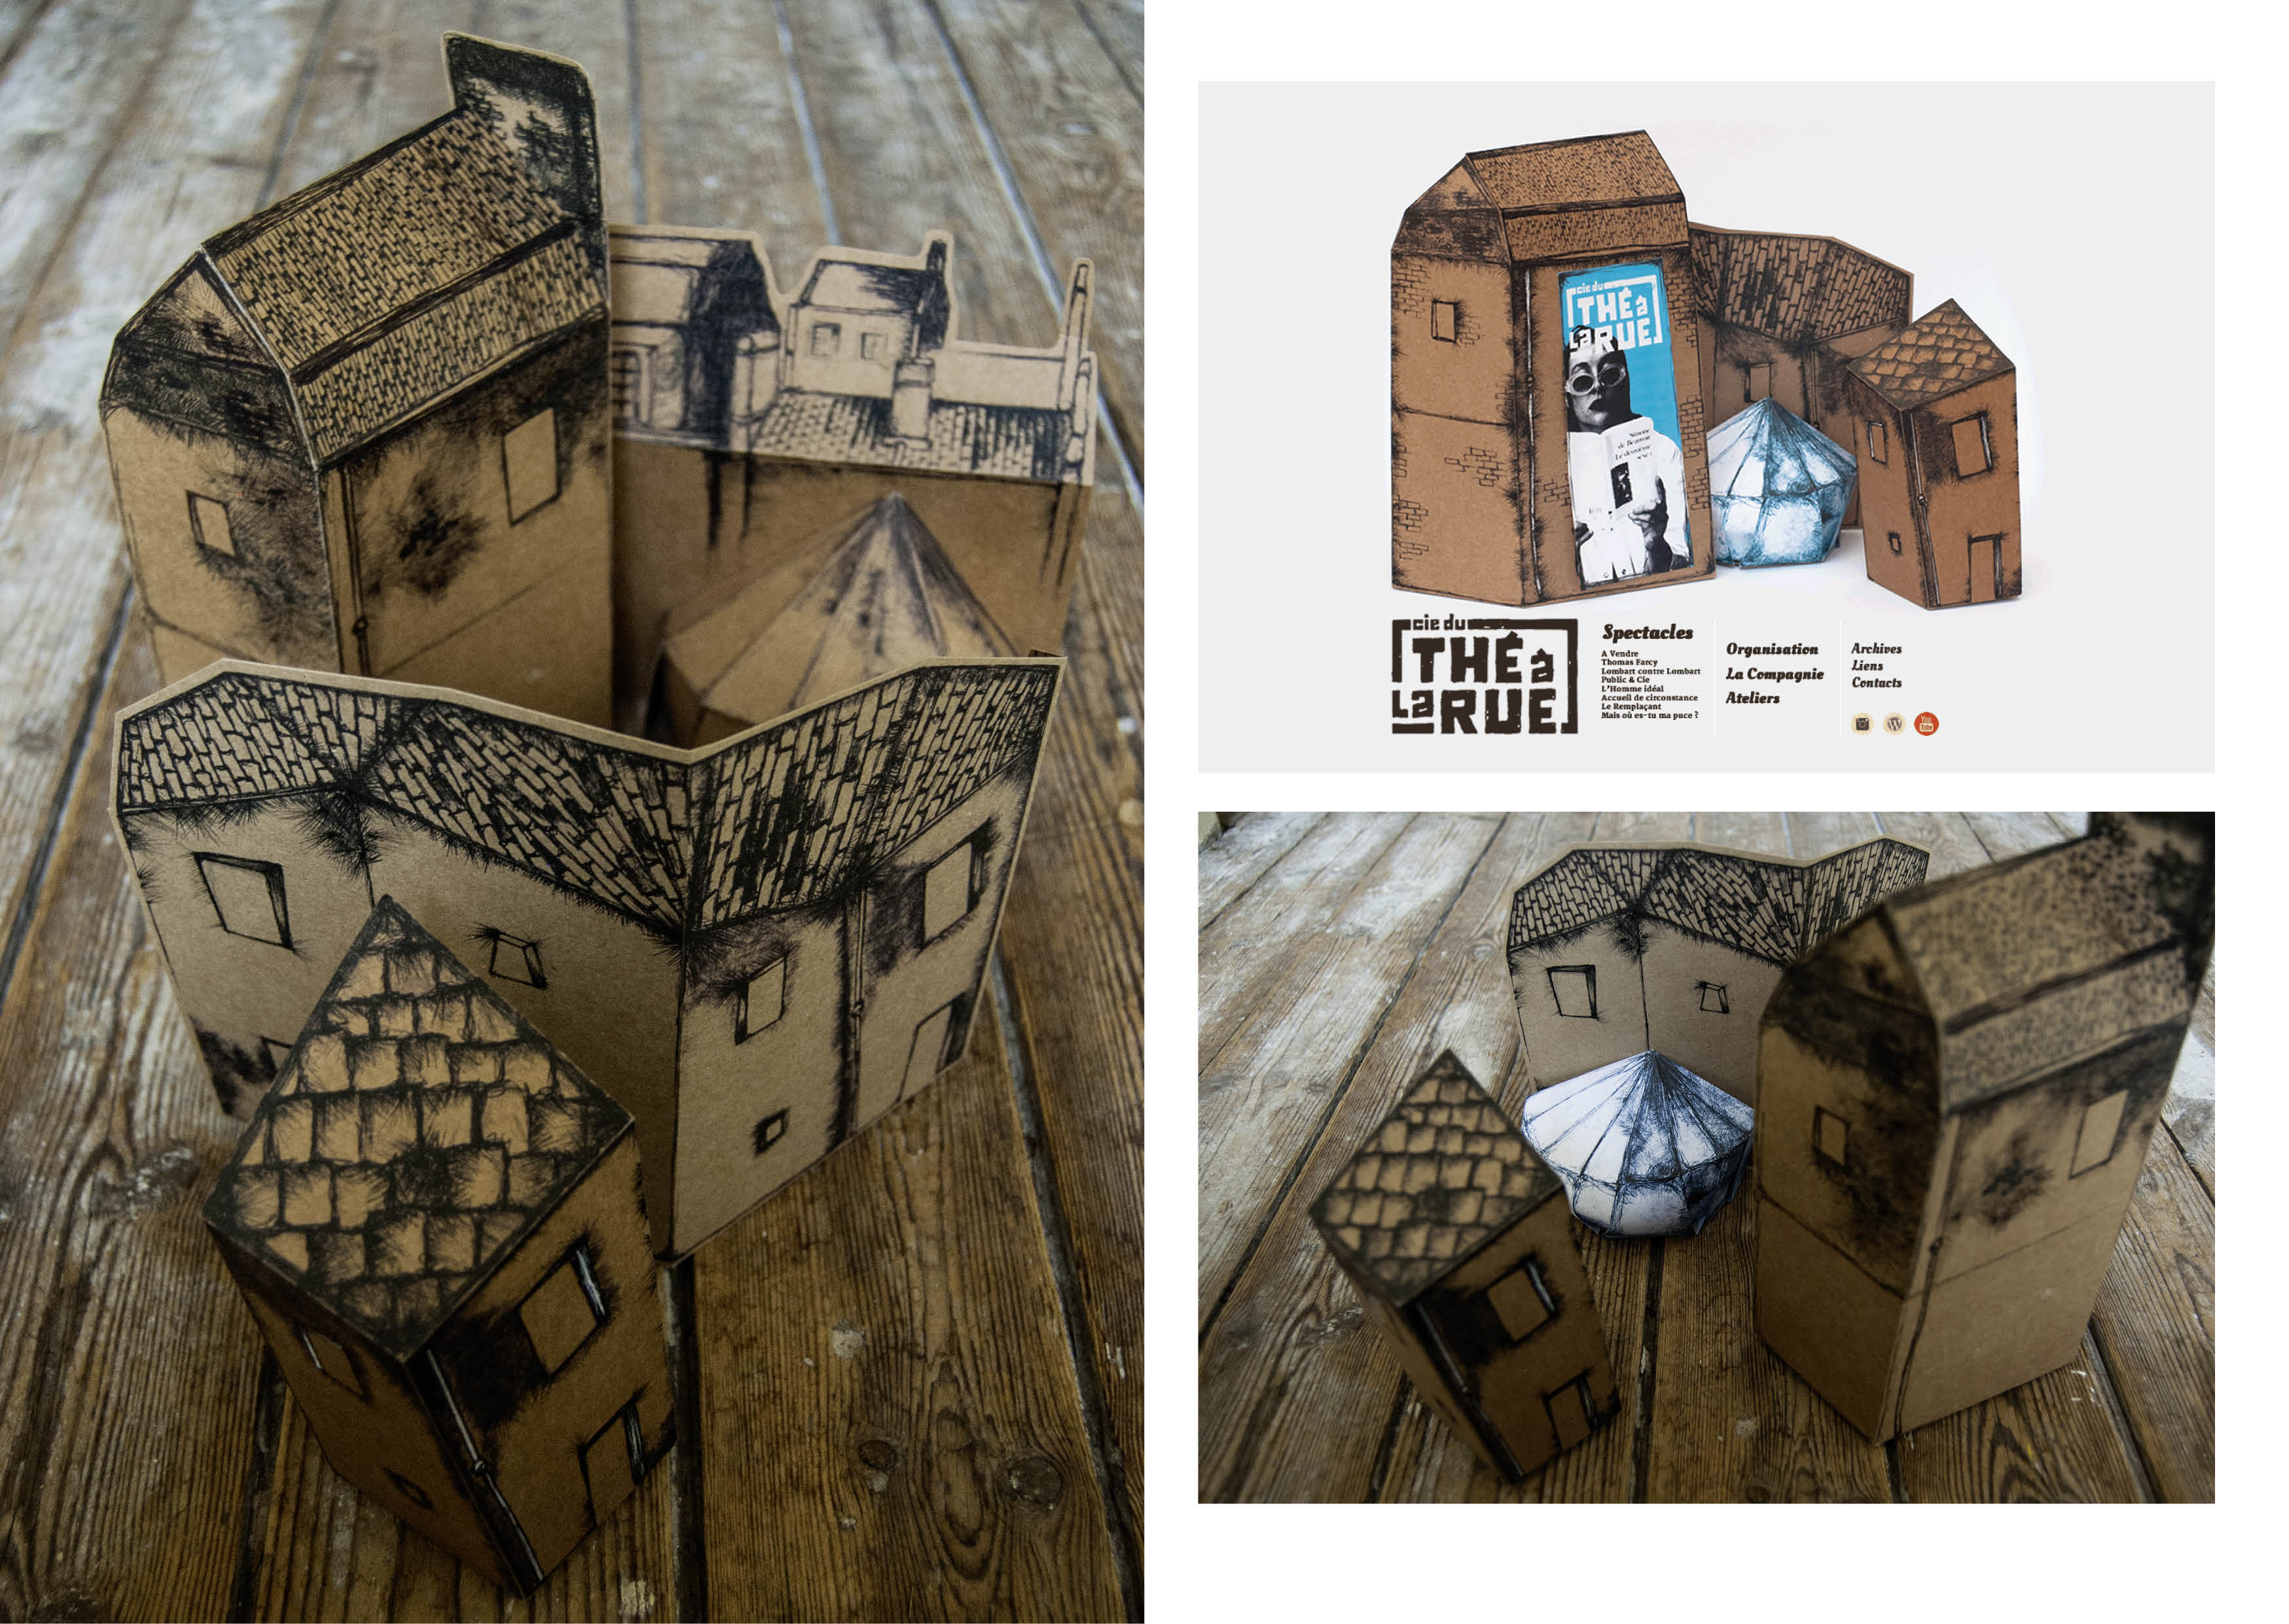 cie du
THÉ à
la RUE
Simone
de Beauvoir
Le deuxième
sexe I
cie du
THÉ à
La RUE
Spectacles
A Vendre
Thomas Farcy
Lombart contre Lombart
Public & Cie
L'Homme idéal
Accueil de circonstance
Le Remplaçant
Mais où es-tu ma puce ?
Organisation
La Compagnie
Ateliers
Archives
Liens
Contacts
You
Tube